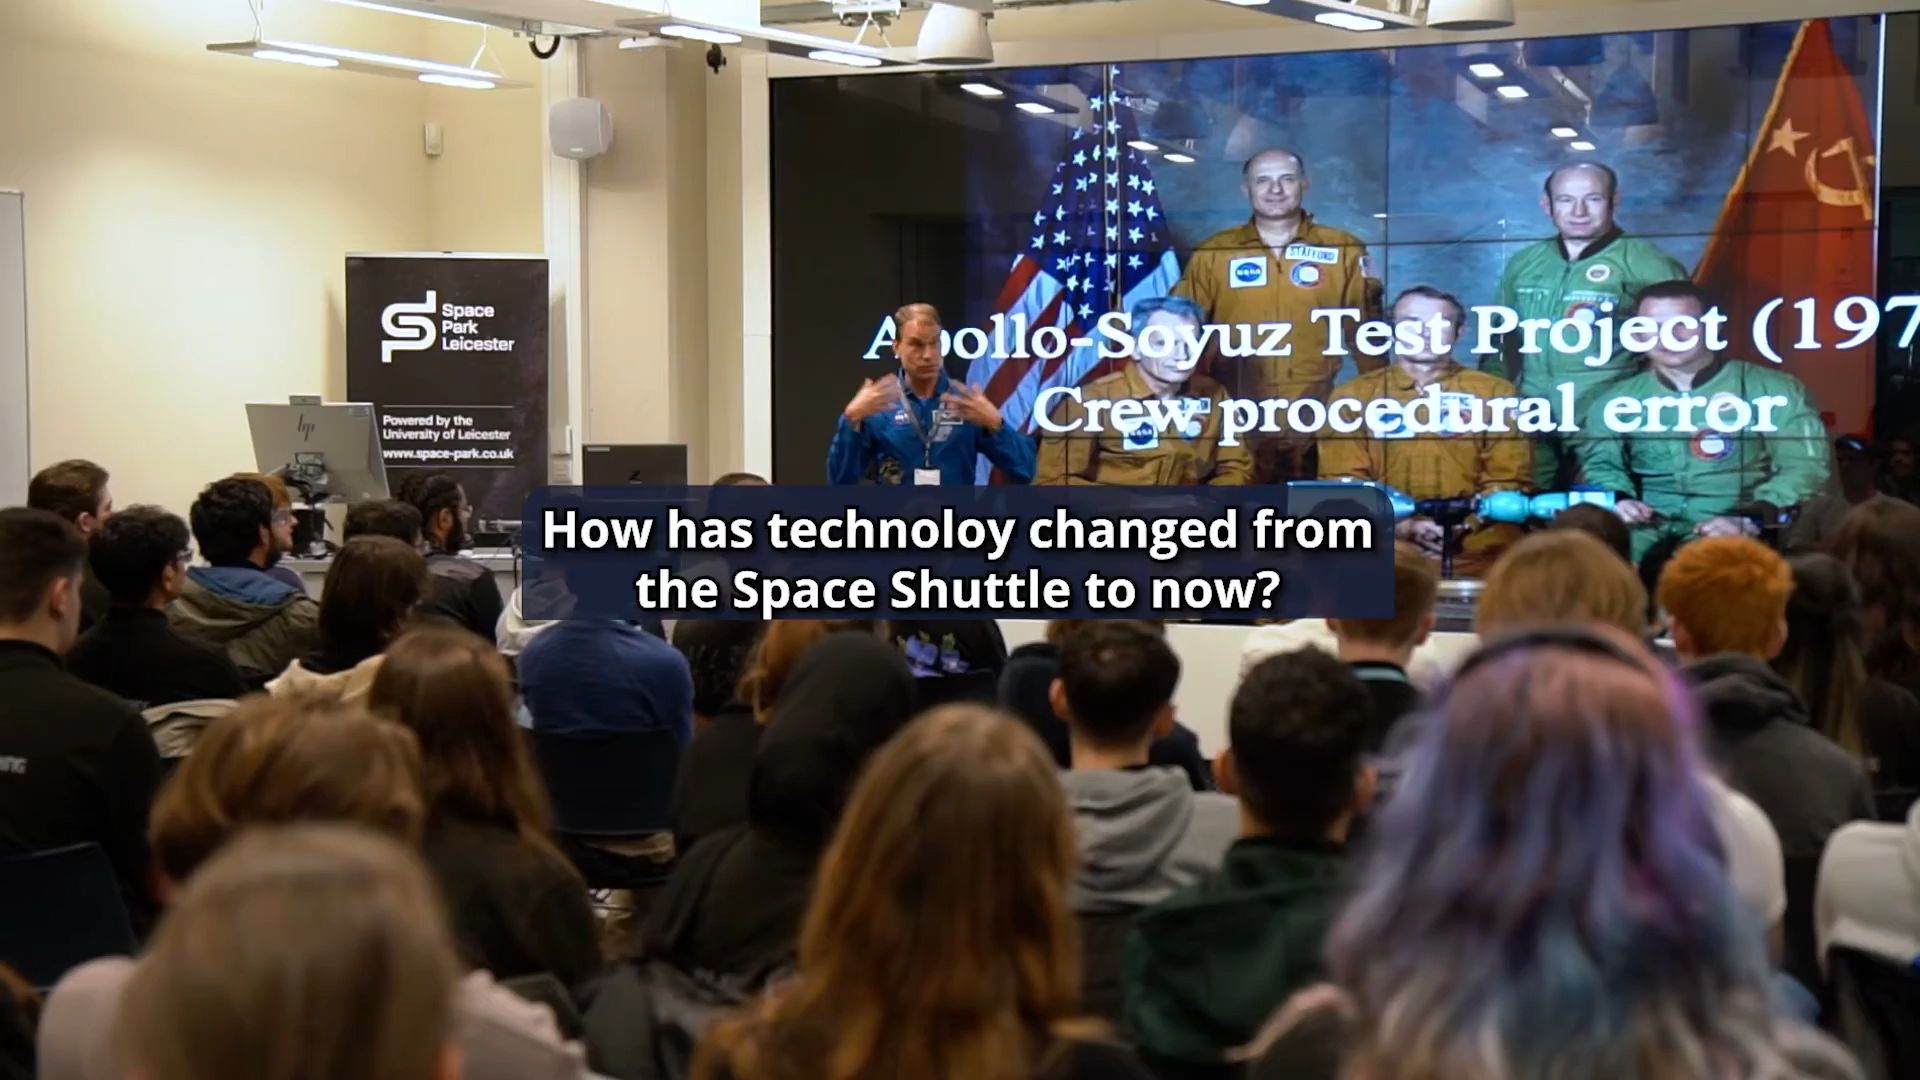 Space
Park
Leicester
Powered by the
University of Leicester
www.space-park.co.uk
hp
STAFFORD
NASA
Apollo-Soyuz Test Project (197
Crew procedural error
How has technoloy changed from
the Space Shuttle to now?